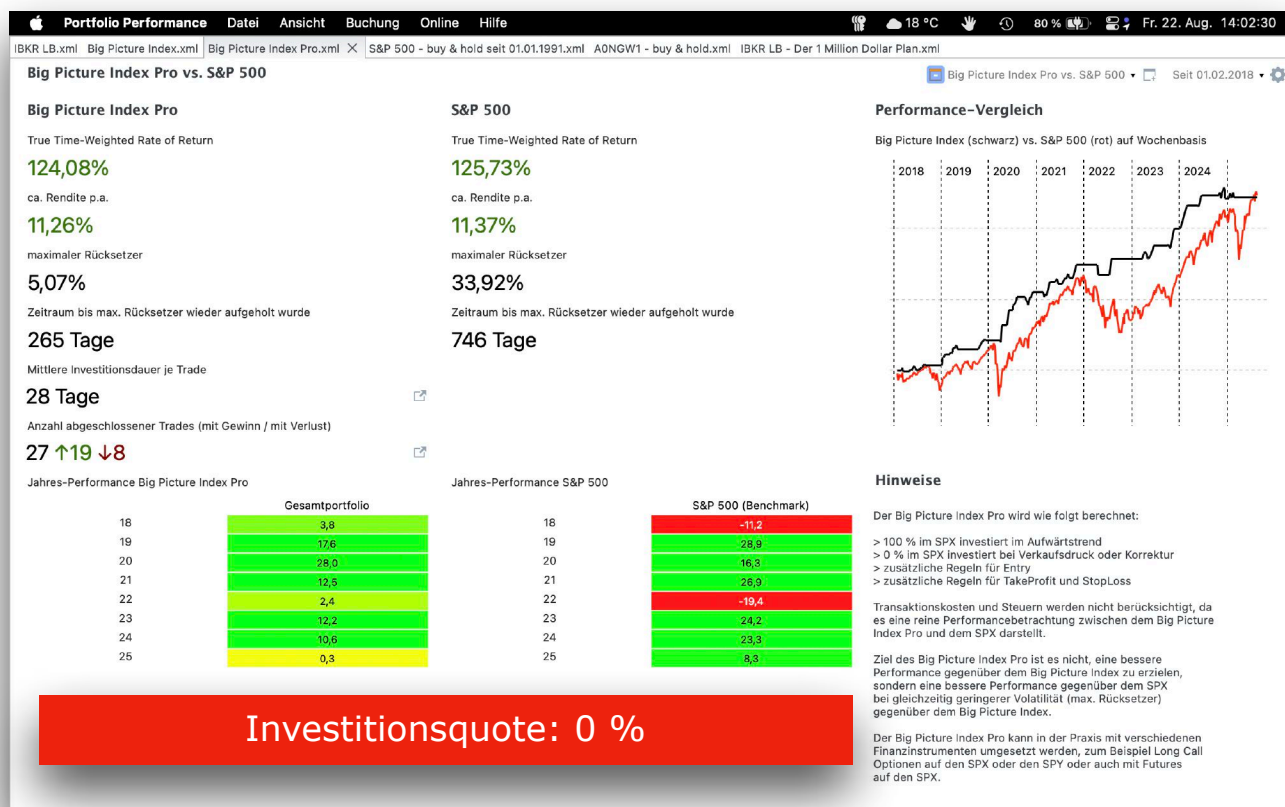 Portfolio Performance Datei Ansicht Buchung Online Hilfe 18 °C 80 % Fr. 22. Aug. 14:02:30
IBKR LB.xml Big Picture Index.xml Big Picture Index Pro.xml S&P 500 - buy & hold seit 01.01.1991.xml A0NGW1 - buy & hold.xml IBKR LB - Der 1 Million Dollar Plan.xml
Big Picture Index Pro vs. S&P 500
Big Picture Index Pro vs. S&P 500 Seit 01.02.2018
Big Picture Index Pro
True Time-Weighted Rate of Return
124,08%
ca. Rendite p.a.
11,26%
maximaler Rücksetzer
5,07%
Zeitraum bis max. Rücksetzer wieder aufgeholt wurde
265 Tage
Mittlere Investitionsdauer je Trade
28 Tage
Anzahl abgeschlossener Trades (mit Gewinn / mit Verlust)
27 ↑19 ↓8
Jahres-Performance Big Picture Index Pro
Gesamtportfolio
18 3,8
19 17,6
20 28,0
21 12,5
22 2,4
23 12,2
24 10,6
25 0,3
S&P 500
True Time-Weighted Rate of Return
125,73%
ca. Rendite p.a.
11,37%
maximaler Rücksetzer
33,92%
Zeitraum bis max. Rücksetzer wieder aufgeholt wurde
746 Tage
Jahres-Performance S&P 500
S&P 500 (Benchmark)
18 -11,2
19 28,9
20 16,3
21 26,9
22 -19,4
23 24,2
24 23,3
25 8,3
Performance-Vergleich
Big Picture Index (schwarz) vs. S&P 500 (rot) auf Wochenbasis
2018 2019 2020 2021 2022 2023 2024
Hinweise
Der Big Picture Index Pro wird wie folgt berechnet:
> 100 % im SPX investiert im Aufwärtstrend
> 0 % im SPX investiert bei Verkaufsdruck oder Korrektur
> zusätzliche Regeln für Entry
> zusätzliche Regeln für TakeProfit und StopLoss
Transaktionskosten und Steuern werden nicht berücksichtigt, da
es eine reine Performancebetrachtung zwischen dem Big Picture
Index Pro und dem SPX darstellt.
Ziel des Big Picture Index Pro ist es nicht, eine bessere
Performance gegenüber dem Big Picture Index zu erzielen,
sondern eine bessere Performance gegenüber dem SPX
bei gleichzeitig geringerer Volatilität (max. Rücksetzer)
gegenüber dem Big Picture Index.
Der Big Picture Index Pro kann in der Praxis mit verschiedenen
Finanzinstrumenten umgesetzt werden, zum Beispiel Long Call
Optionen auf den SPX oder den SPY oder auch mit Futures
auf den SPX.
Investitionsquote: 0 %